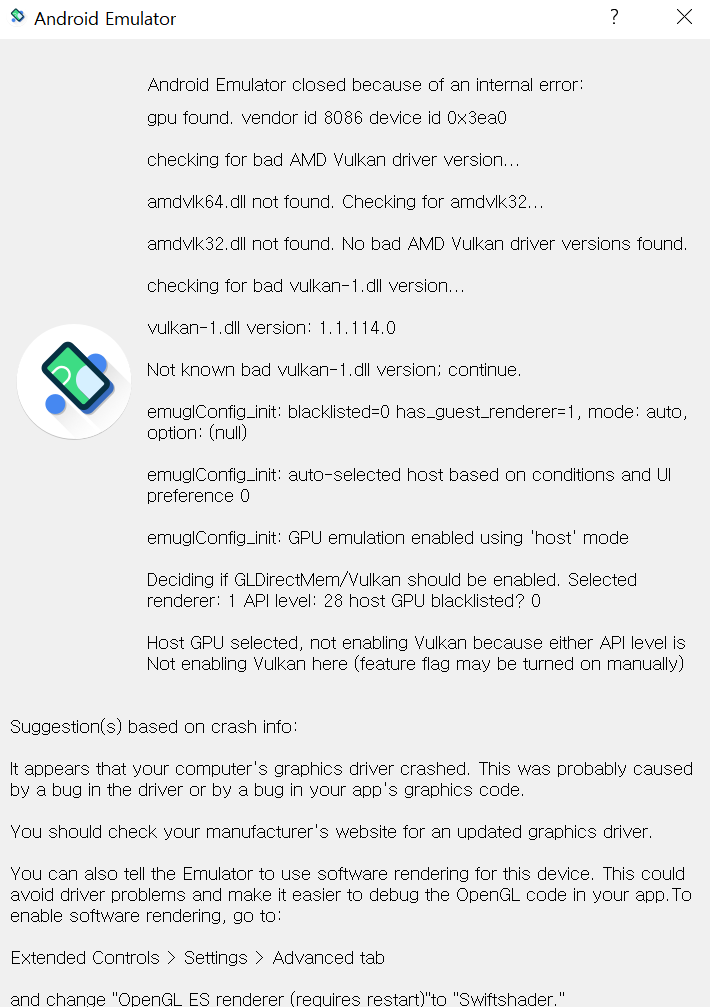 Android Emulator
?
Android Emulator closed because of an internal error:
gpu found. vendor id 8086 device id 0x3ea0
checking for bad AMD Vulkan driver version...
amdvlk64.dll not found. Checking for amdvlk32...
amdvlk32.dll not found. No bad AMD Vulkan driver versions found.
checking for bad vulkan-1.dll version...
vulkan-1.dll version: 1.1.114.0
Not known bad vulkan-1.dll version; continue.
emuglConfig_init: blacklisted=0 has_guest_renderer=1, mode: auto,
option: (null)
emuglConfig_init: auto-selected host based on conditions and UI
preference 0
emuglConfig_init: GPU emulation enabled using 'host' mode
Deciding if GLDirectMem/Vulkan should be enabled. Selected
renderer: 1 API level: 28 host GPU blacklisted? 0
Host GPU selected, not enabling Vulkan because either API level is
Not enabling Vulkan here (feature flag may be turned on manually)
Suggestion(s) based on crash info:
It appears that your computer's graphics driver crashed. This was probably caused
by a bug in the driver or by a bug in your app's graphics code.
You should check your manufacturer's website for an updated graphics driver.
You can also tell the Emulator to use software rendering for this device. This could
avoid driver problems and make it easier to debug the OpenGL code in your app.To
enable software rendering, go to:
Extended Controls > Settings > Advanced tab
and change "OpenGL ES renderer (requires restart)"to "Swiftshader."